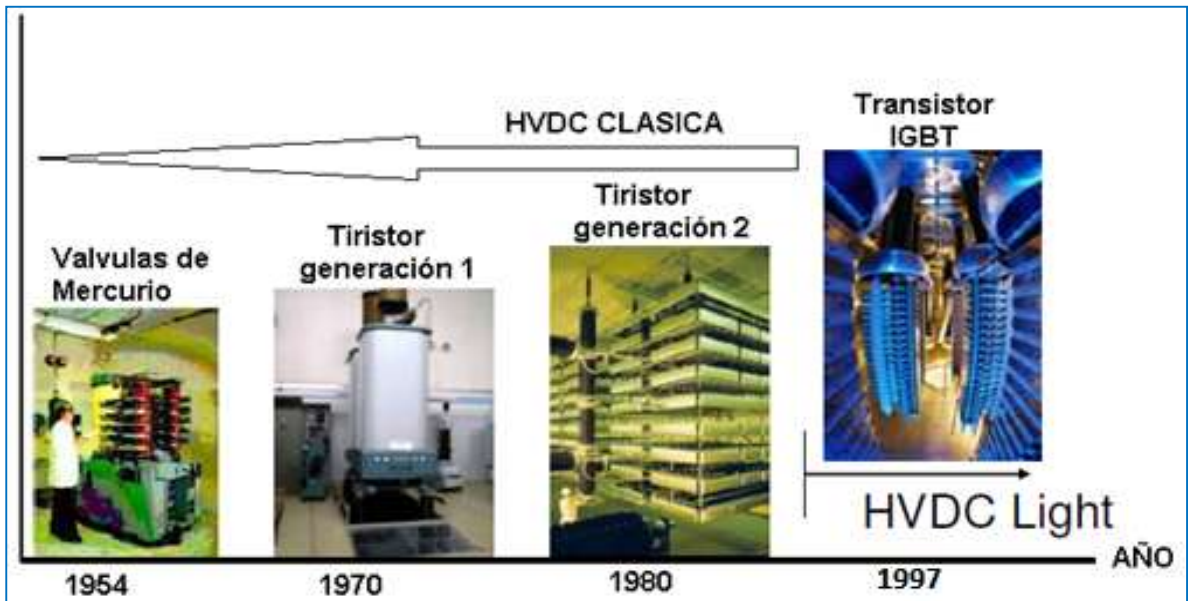 HVDC CLASICA
Transistor
IGBT
Tiristor
generación 2
Tiristor
generación 1
Valvulas de
Mercurio
HVDC Light
AÑO
1954
1970
1980
1997